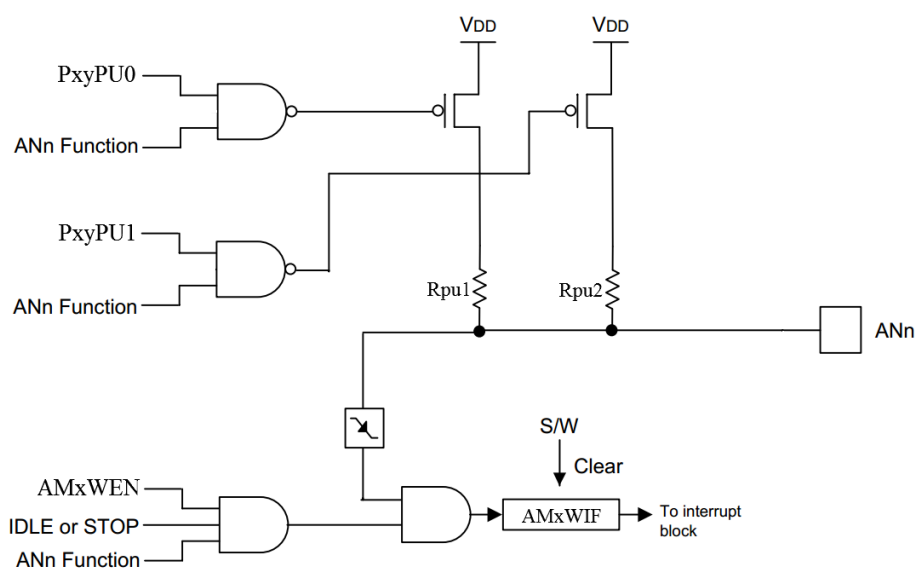 VDD
VDD
PxyPU0
ANn Function
PxyPU1
ANn Function
Rpu1
Rpu2
ANn
S/W
Clear
AMxWEN
IDLE or STOP
ANn Function
AMxWIF
To interrupt
block